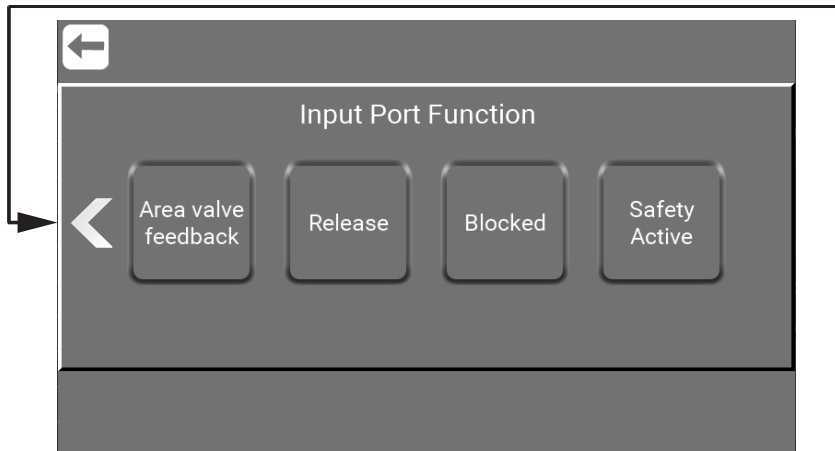 Input Port Function
Area valve
feedback
Release
Blocked
Safety
Active